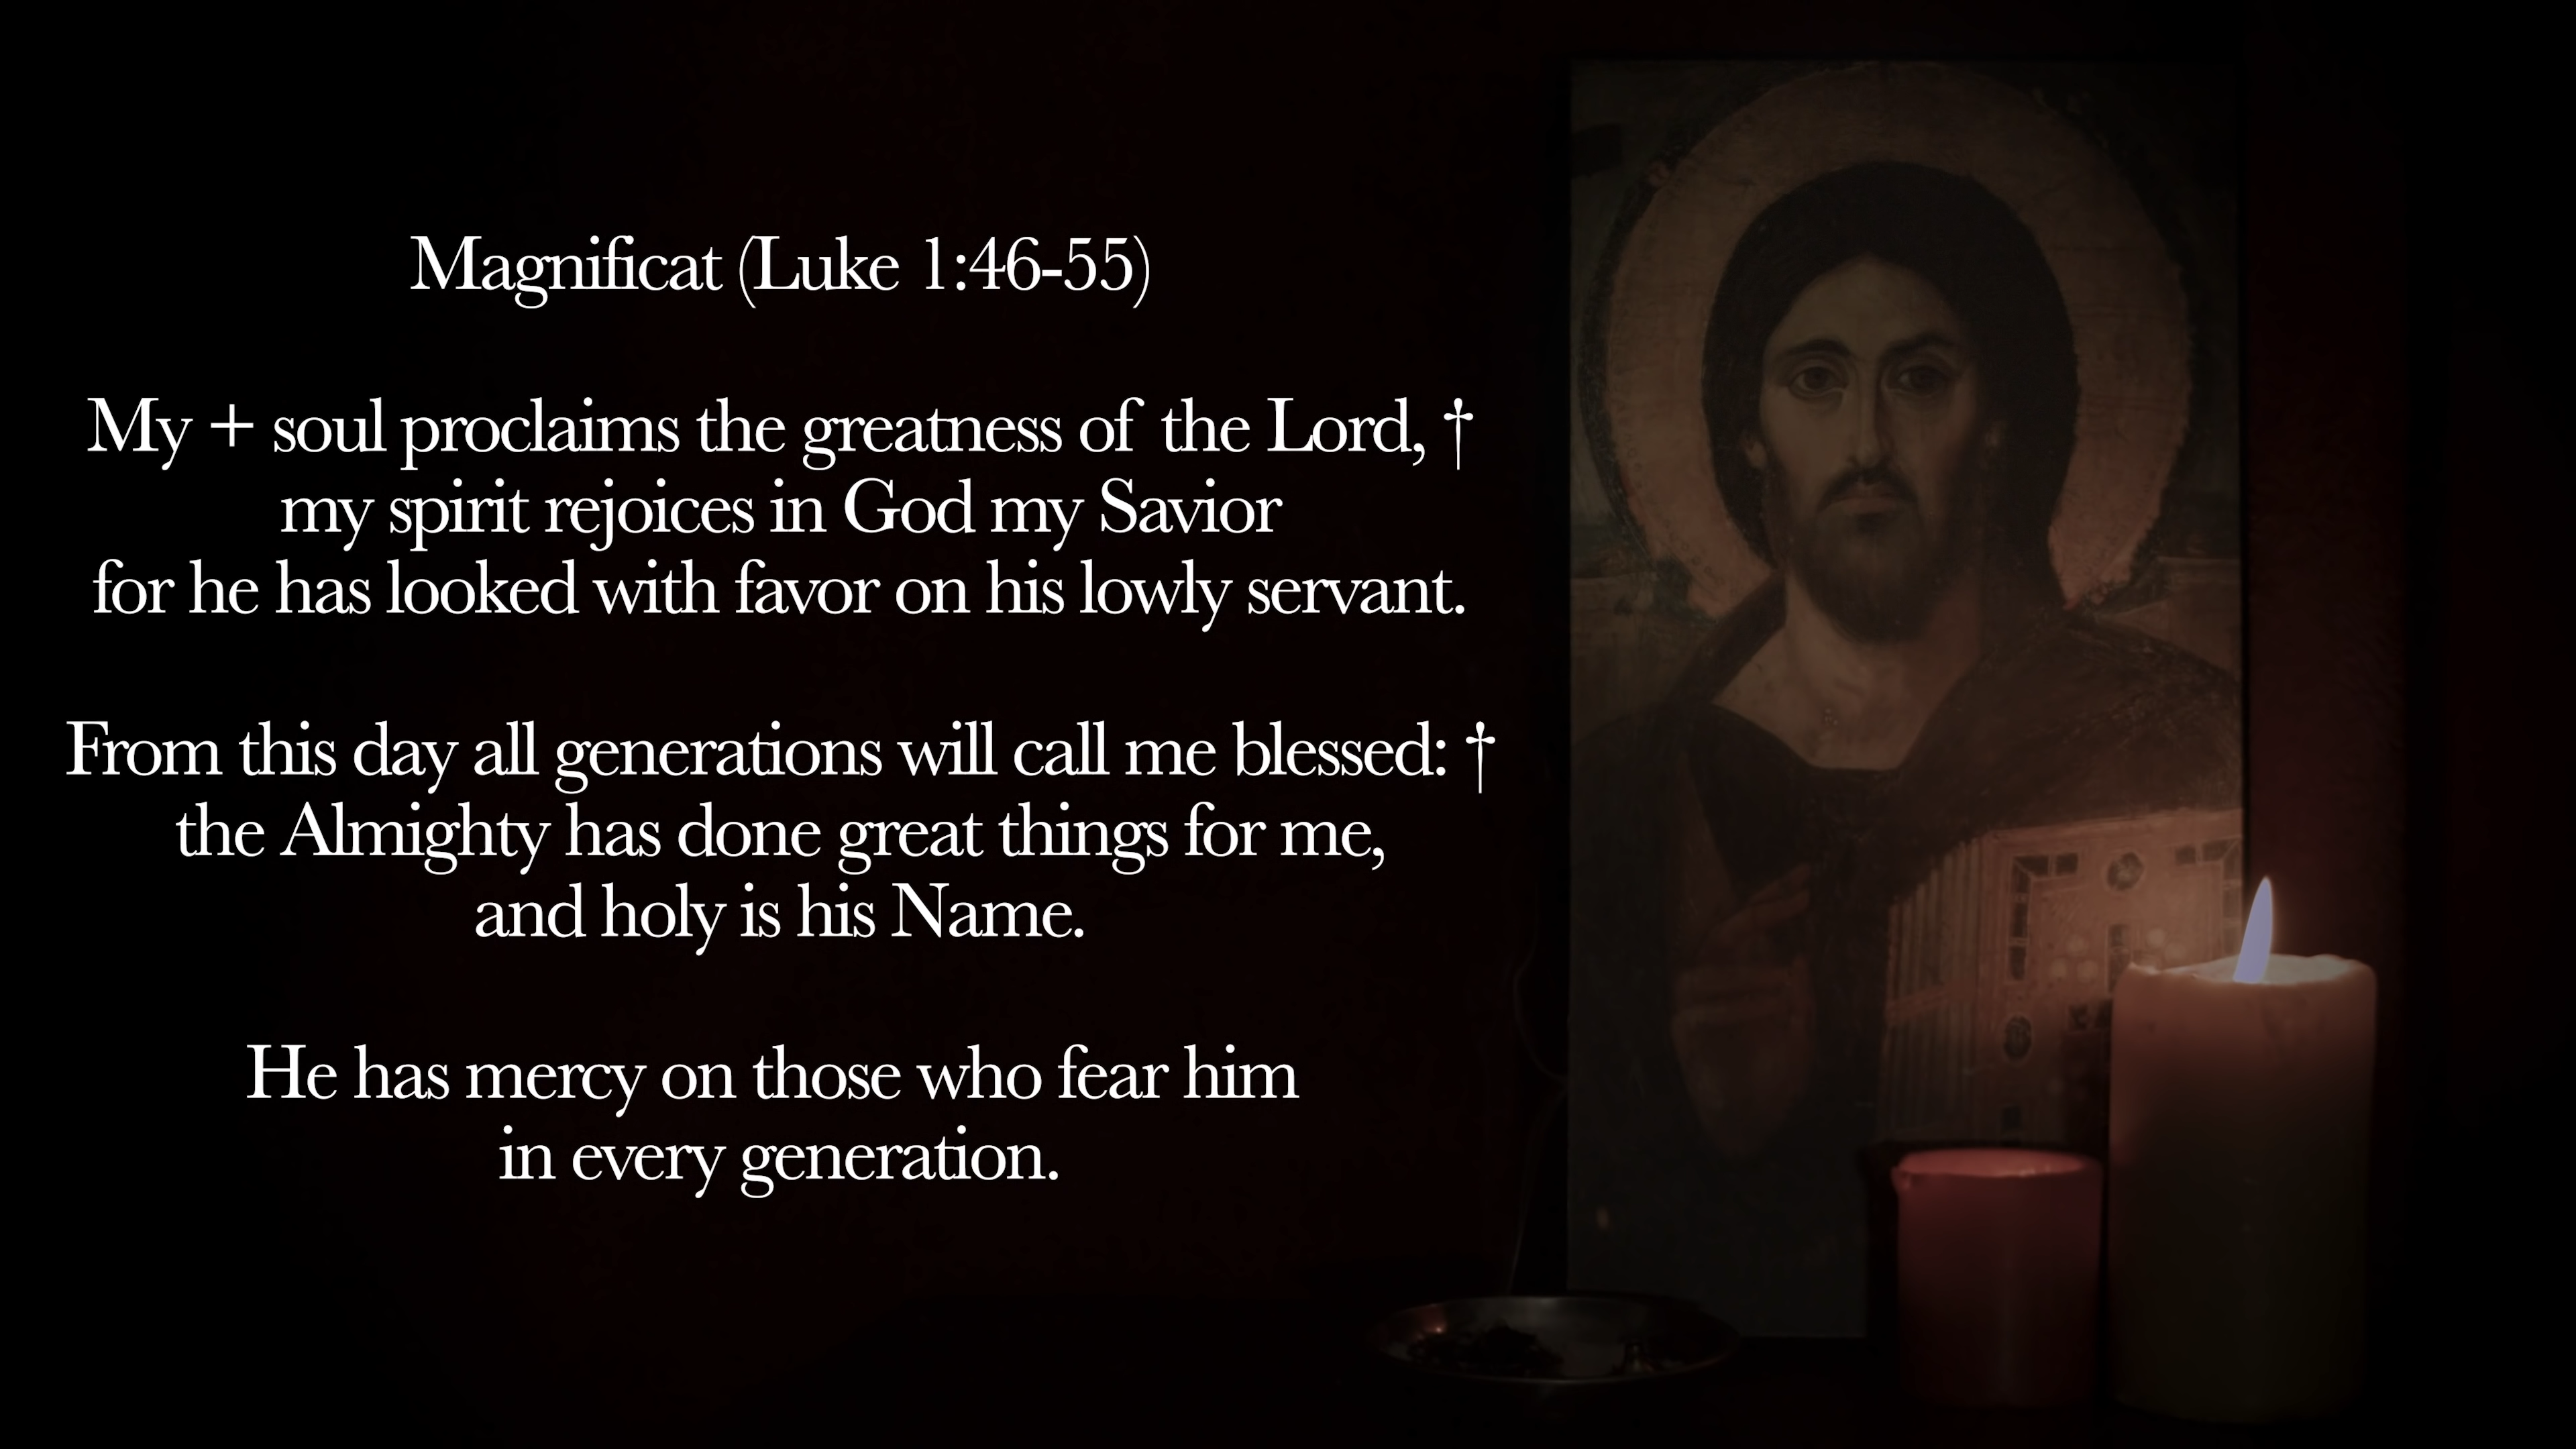 Magnificat (Luke 1:46-55)
My + soul proclaims the greatness of the Lord, †
my spirit rejoices in God my Savior
for he has looked with favor on his lowly servant.
From this day all generations will call me blessed: †
the Almighty has done great things for me,
and holy is his Name.
He has mercy on those who fear him
in every generation.